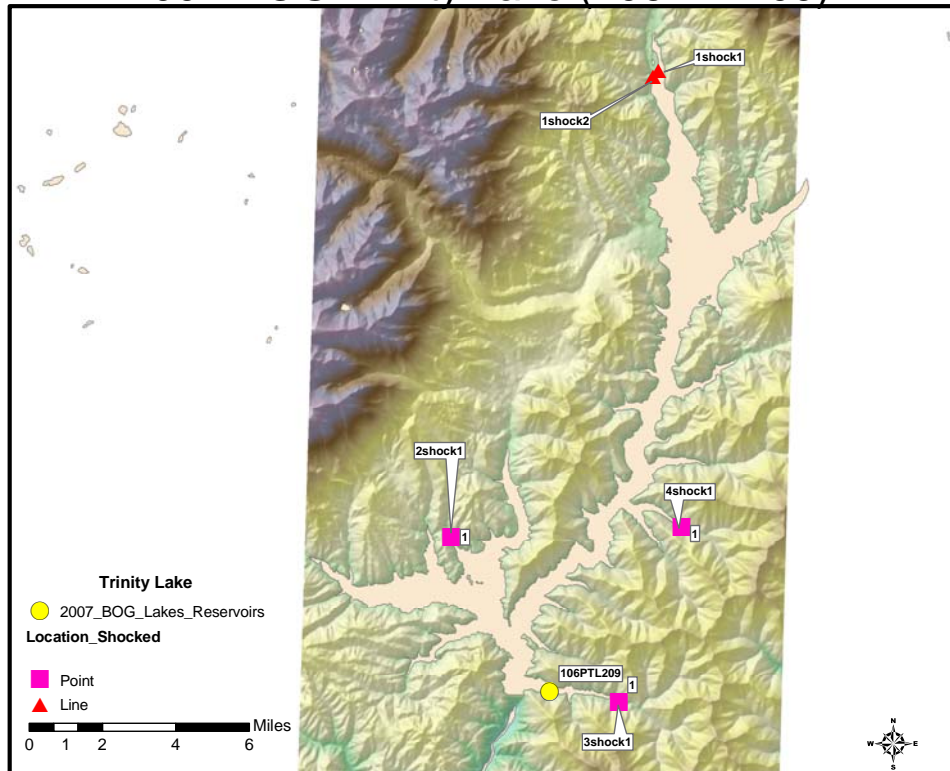 1shock1
1shock2
2shock1
1
4shock1
1
Trinity Lake
2007_BOG_Lakes_Reservoirs
Location_Shocked
Point
Line
Miles
0 1 2 4 6
106PTL209
1
3shock1
N
W E
S